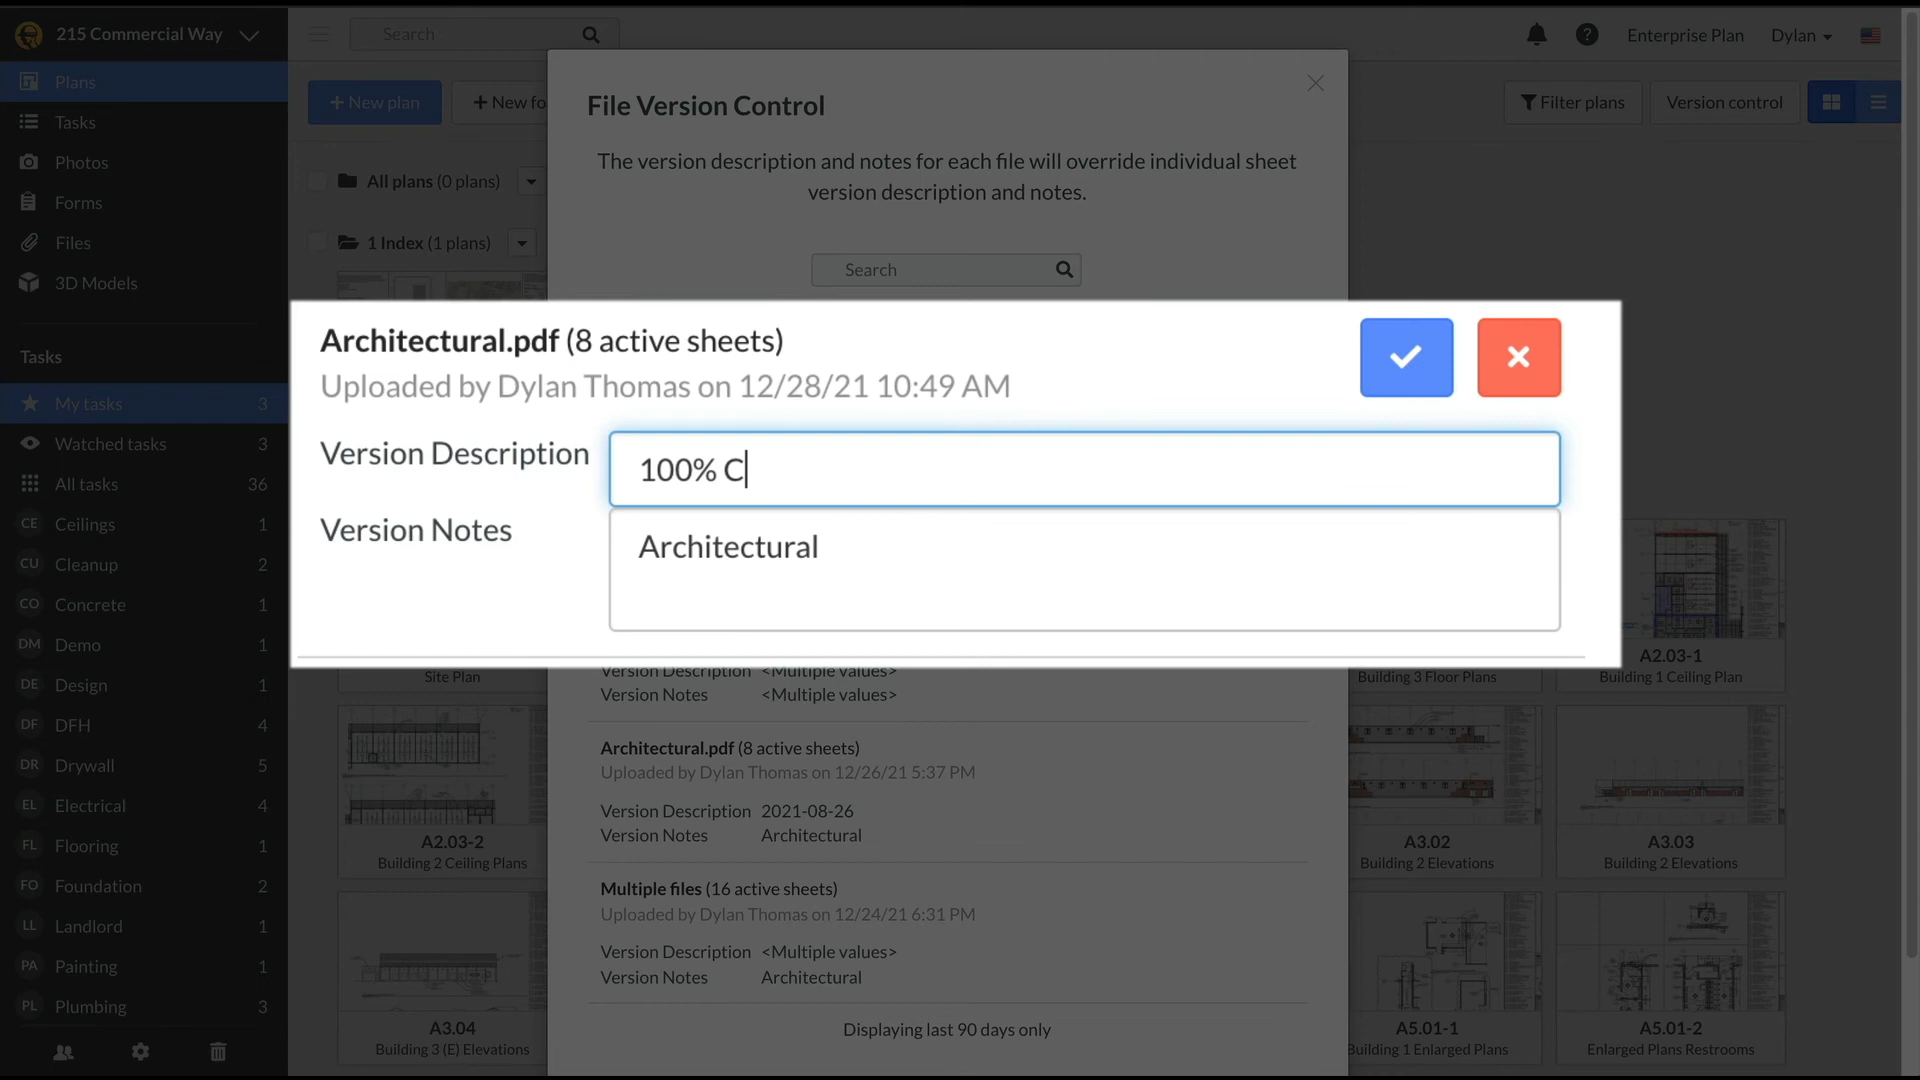 215 Commercial Way
Search
Enterprise Plan
Dylan
Plans
Tasks
Photos
Forms
Files
3D Models
Tasks
My tasks 3
Watched tasks 3
All tasks 36
CE Ceilings 1
CU Cleanup 2
CO Concrete 1
DM Demo 1
DE Design 1
DF DFH 4
DR Drywall 5
EL Electrical 4
FL Flooring 1
FO Foundation 2
LL Landlord 1
PA Painting 1
PL Plumbing 3
+ New plan
+ New fo
Filter plans
Version control
All plans (0 plans)
1 Index (1 plans)
File Version Control
The version description and notes for each file will override individual sheet
version description and notes.
Search
Architectural.pdf (8 active sheets)
Uploaded by Dylan Thomas on 12/28/21 10:49 AM
Version Description 100% C
Version Notes Architectural
Version Description <Multiple values>
Version Notes <Multiple values>
Architectural.pdf (8 active sheets)
Uploaded by Dylan Thomas on 12/26/21 5:37 PM
Version Description 2021-08-26
Version Notes Architectural
Multiple files (16 active sheets)
Uploaded by Dylan Thomas on 12/24/21 6:31 PM
Version Description <Multiple values>
Version Notes Architectural
Displaying last 90 days only
Site Plan
Building 3 Floor Plans
A2.03-1
Building 1 Ceiling Plan
A2.03-2
Building 2 Ceiling Plans
A3.02
Building 2 Elevations
A3.03
Building 2 Elevations
A3.04
Building 3 (E) Elevations
A5.01-1
Building 1 Enlarged Plans
A5.01-2
Enlarged Plans Restrooms